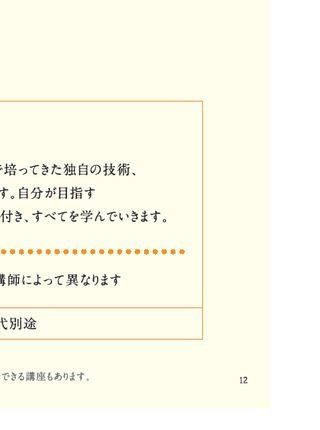 で培ってきた独自の技術、
す。自分が目指す
付き、すべてを学んでいきます。
講師によって異なります
代別途
できる講座もあります。
12